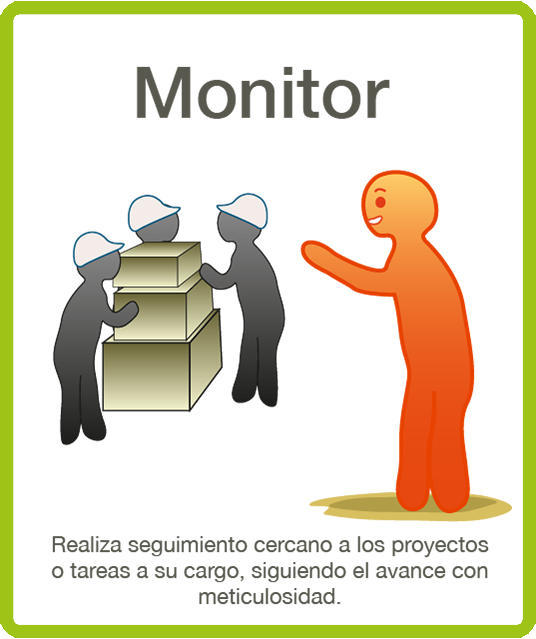 Monitor
Realiza seguimiento cercano a los proyectos
o tareas a su cargo, siguiendo el avance con
meticulosidad.